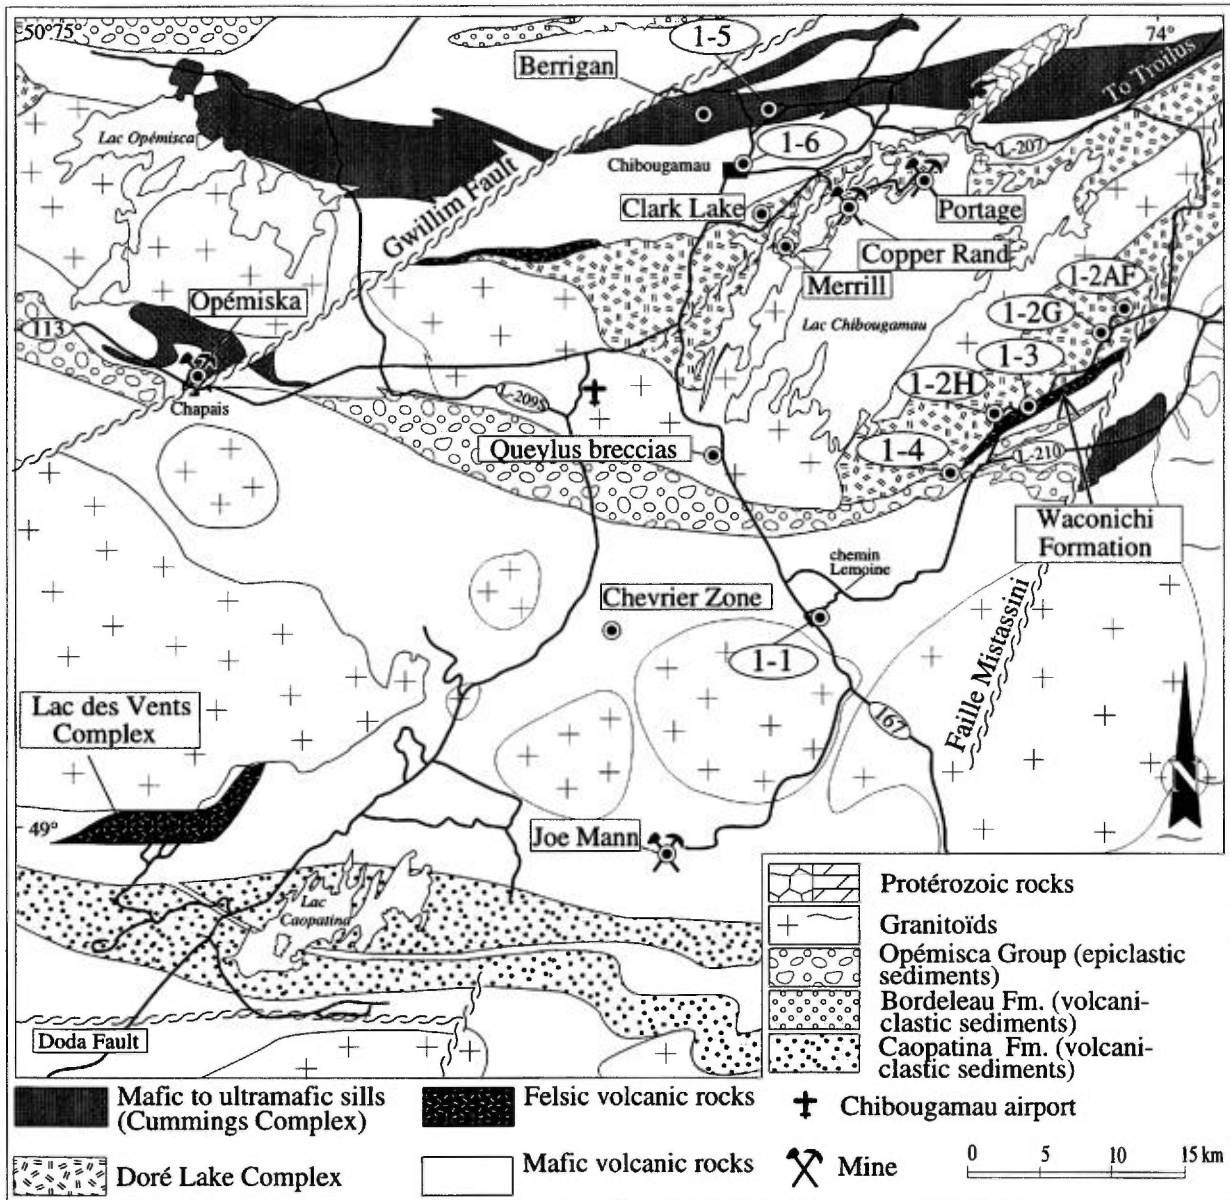 50°75°
74°
1-5
Berrigan
To Troilus
Lac Opémisca
Chibougamau
1-6
L-207
Gwillim Fault
Clark Lake
Portage
Copper Rand
Merrill
1-2AF
Opémiska
Lac Chibougamau
1-2G
113
1-3
1-2H
L-209S
Chapais
Queylus breccias
1-4
L-210
Waconichi
Formation
chemin
Lemoine
Chevrier Zone
Faille Mistassini
1-1
Lac des Vents
Complex
167
N
49°
Joe Mann
Lac
Caopatina
Doda Fault
Protérozoic rocks
Granitoïds
Opémisca Group (epiclastic
sediments)
Bordeleau Fm. (volcani-
clastic sediments)
Caopatina Fm. (volcani-
clastic sediments)
Mafic to ultramafic sills
(Cummings Complex)
Felsic volcanic rocks
Chibougamau airport
Doré Lake Complex
Mafic volcanic rocks
Mine
0 5 10 15 km